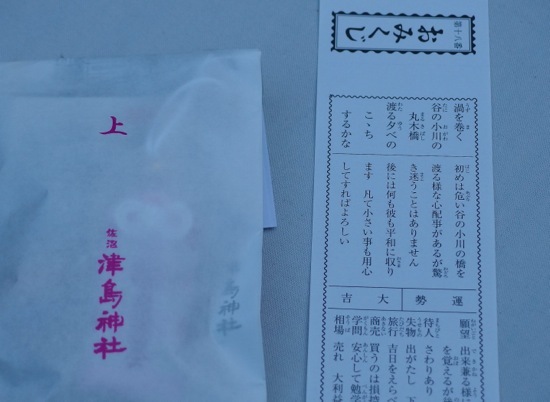 上
佐沼
津島神社
島神社
第十八番
おみくじ
渦を巻く
谷の小川の
丸木橋
渡る夕べの
こゝち
するかな
初めは危い谷の小川の橋を
渡る様な心配事があるが驚
き迷うことはありません
後には何も彼も平和に収り
ます 凡て小さい事も用心
してすればよろしい
運勢
大吉
願望 出来兼る様に
を覚えるが
待人 さわりあり
失物 出がたし
旅行 吉日をえらべ
商売 買うのは損
学問 安心して勉学
相場 売れ 大利益